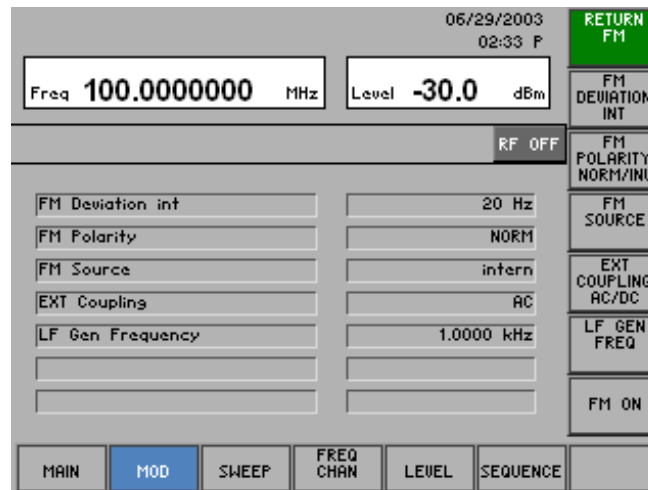 06/29/2003
02:33 P
Freq 100.0000000 MHz
Level -30.0 dBm
RF OFF
FM Deviation int 20 Hz
FM Polarity NORM
FM Source intern
EXT Coupling AC
LF Gen Frequency 1.0000 kHz
RETURN
FM
FM
DEVIATION
INT
FM
POLARITY
NORM/INV
FM
SOURCE
EXT
COUPLING
AC/DC
LF GEN
FREQ
FM ON
MAIN
MOD
SWEEP
FREQ
CHAN
LEVEL
SEQUENCE